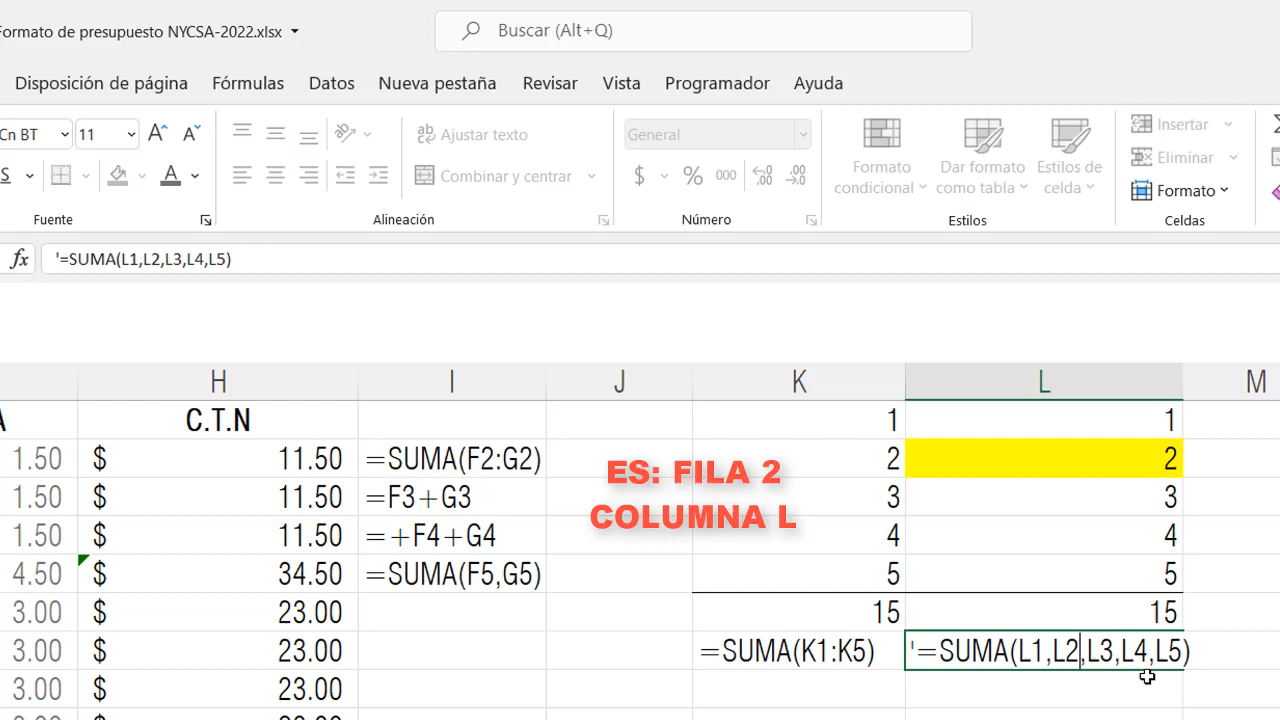 Formato de presupuesto NYCSA-2022.xlsx
Buscar (Alt+Q)
Disposición de página Fórmulas Datos Nueva pestaña Revisar Vista Programador Ayuda
Cn BT 11 Ajustar texto General Formato condicional Dar formato como tabla Estilos de celda Insertar
S A Combinar y centrar $ % 000 Eliminar
Formato
Fuente Alineación Número Estilos Celdas
fx '=SUMA(L1,L2,L3,L4,L5)
H I J K L M
A C.T.N 1 1
1.50 $ 11.50 =SUMA(F2:G2) 2 2
ES: FILA 2
1.50 $ 11.50 =F3+G3 3 3
COLUMNA L
1.50 $ 11.50 =+F4+G4 4 4
4.50 $ 34.50 =SUMA(F5,G5) 5 5
3.00 $ 23.00 15 15
3.00 $ 23.00 =SUMA(K1:K5) '=SUMA(L1,L2,L3,L4,L5)
3.00 $ 23.00